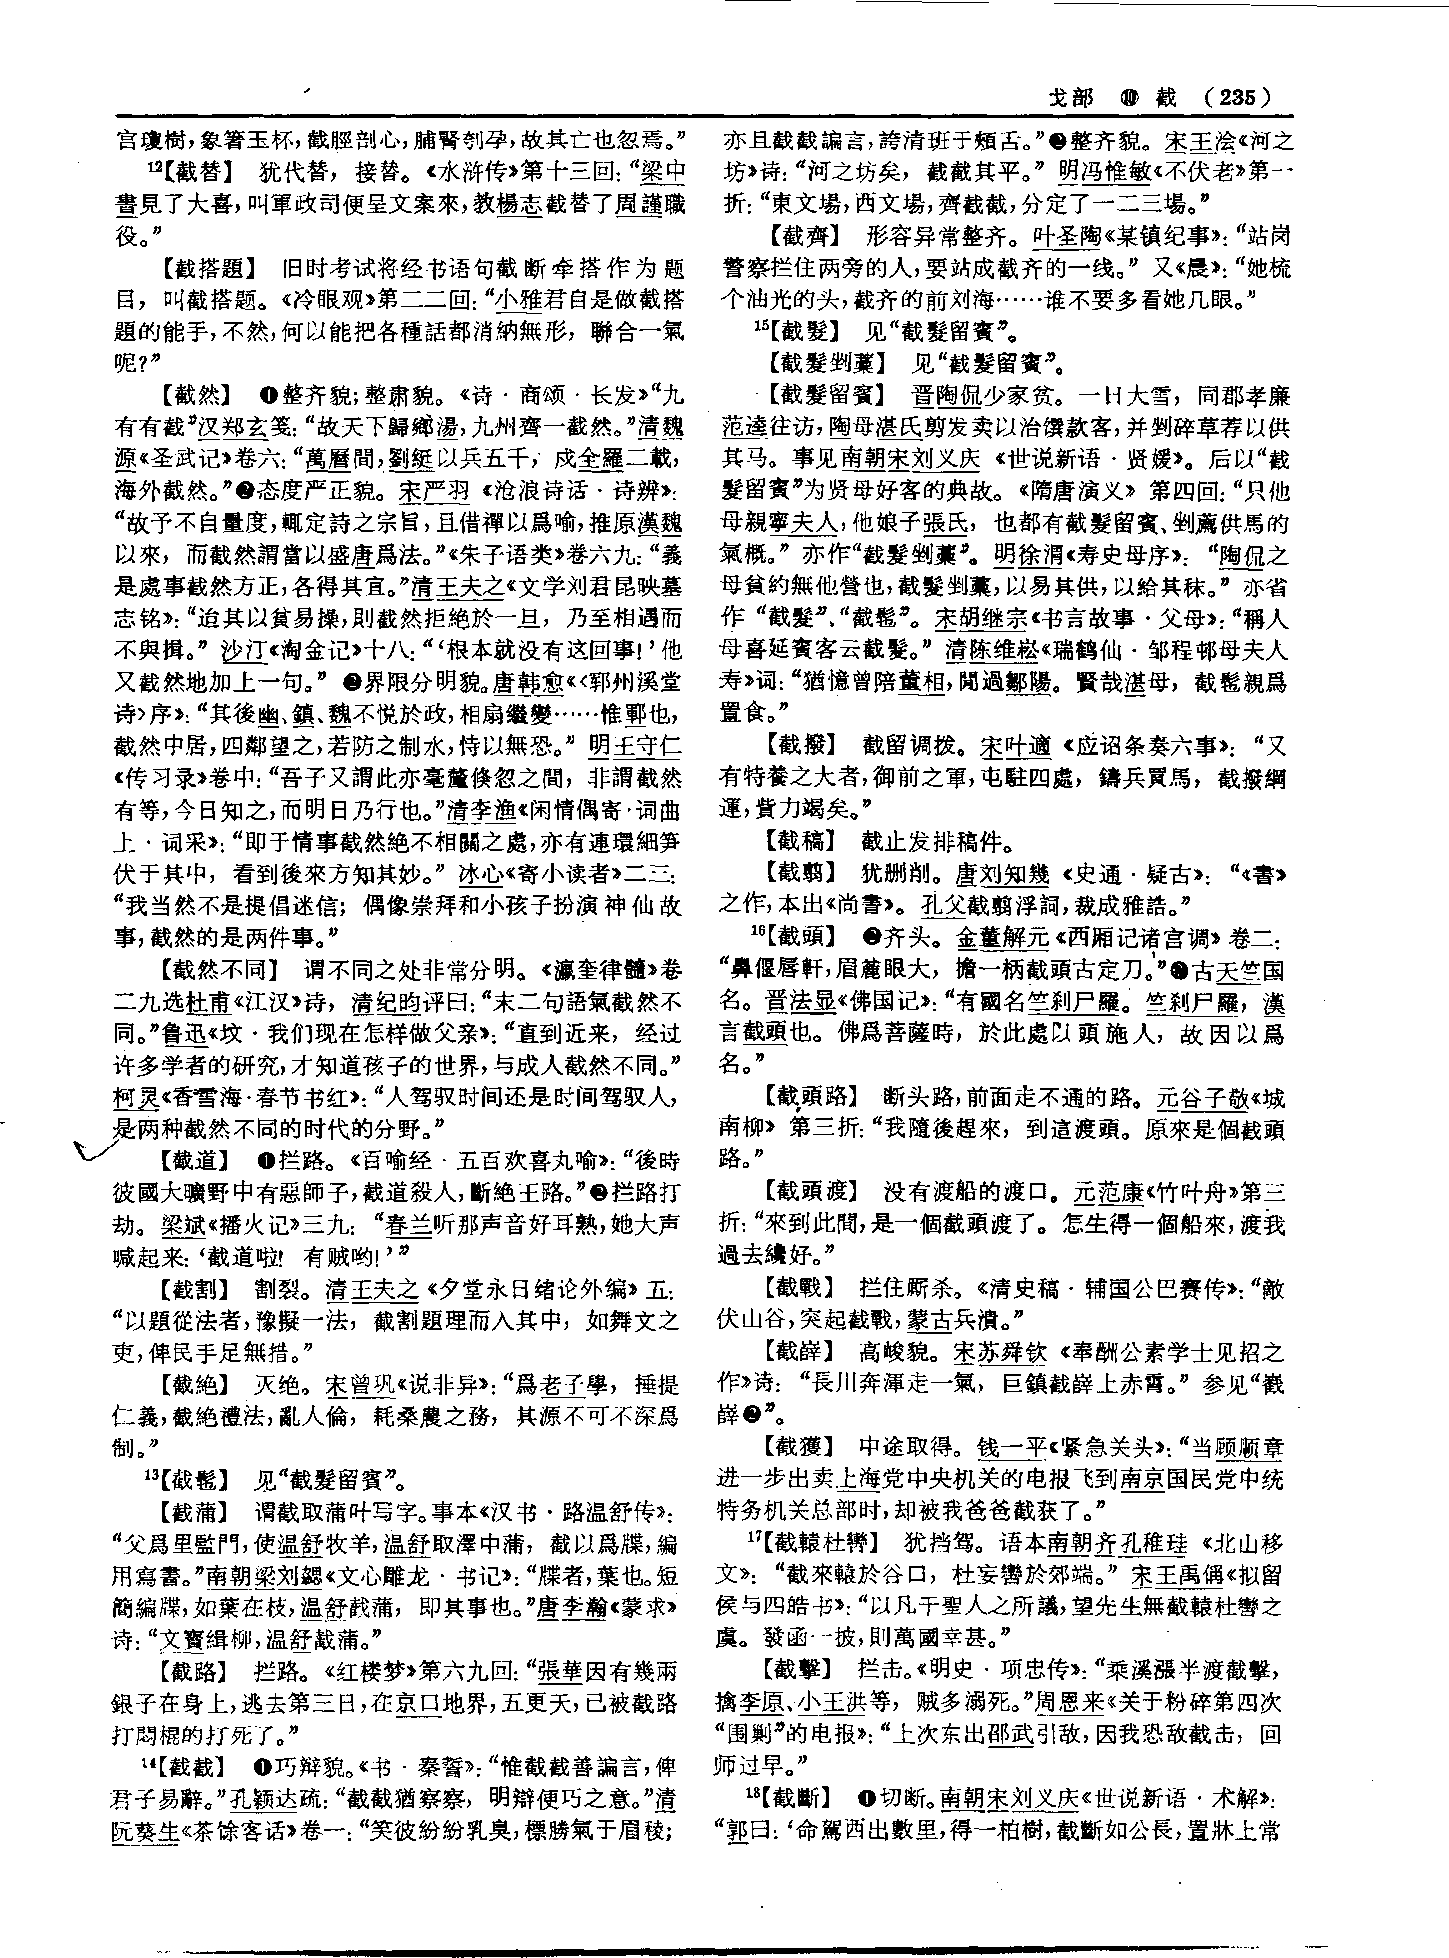 戈部 ⑩ 截 （235）
宫瓊樹，象箸玉杯，截脛剖心，脯腎刳孕，故其亡也忽焉。”
12【截替】 犹代替，接替。《水浒传》第十三回：“梁中
書見了大喜，叫軍政司便呈文案來，教楊志截替了周謹職
役。”
【截搭題】 旧时考试将经书语句截断牵搭作为题
目，叫截搭题。《冷眼观》第二二回：“小雅君自是做截搭
題的能手，不然，何以能把各種話都消納無形，聯合一氣
呢？”
【截然】 ❶整齐貌；整肃貌。《诗·商颂·长发》“九
有有截”汉郑玄笺：“故天下歸鄉湯，九州齊一截然。”清魏
源《圣武记》卷六：“萬曆間，劉綎以兵五千，戍全羅二載，
海外截然。”❷态度严正貌。宋严羽《沧浪诗话·诗辨》：
“故予不自量度，輒定詩之宗旨，且借禪以爲喻，推原漢魏
以來，而截然謂當以盛唐爲法。”《朱子语类》卷六九：“義
是處事截然方正，各得其宜。”清王夫之《文学刘君昆映墓
志铭》：“迨其以貧易操，則截然拒絶於一旦，乃至相遇而
不與揖。”沙汀《淘金记》十八：“‘根本就没有这回事！’他
又截然地加上一句。”❸界限分明貌。唐韩愈《〈郓州溪堂
诗〉序》：“其後幽、鎮、魏不悦於政，相扇繼變……惟鄆也，
截然中居，四鄰望之，若防之制水，恃以無恐。”明王守仁
《传习录》卷中：“吾子又謂此亦毫釐倏忽之間，非謂截然
有等，今日知之，而明日乃行也。”清李渔《闲情偶寄·词曲
上·词采》：“即于情事截然絶不相關之處，亦有連環細笋
伏于其中，看到後來方知其妙。”冰心《寄小读者》二三：
“我当然不是提倡迷信；偶像崇拜和小孩子扮演神仙故
事，截然的是两件事。”
【截然不同】 谓不同之处非常分明。《瀛奎律髓》卷
二九选杜甫《江汉》诗，清纪昀评曰：“末二句語氣截然不
同。”鲁迅《坟·我们现在怎样做父亲》：“直到近来，经过
许多学者的研究，才知道孩子的世界，与成人截然不同。”
柯灵《香雪海·春节书红》：“人驾驭时间还是时间驾驭人，
是两种截然不同的时代的分野。”
【截道】 ❶拦路。《百喻经·五百欢喜丸喻》：“後時
彼國大曠野中有惡師子，截道殺人，斷絶王路。”❷拦路打
劫。梁斌《播火记》三九：“春兰听那声音好耳熟，她大声
喊起来：‘截道啦！有贼哟！’”
【截割】 割裂。清王夫之《夕堂永日绪论外编》五：
“以題從法者，豫擬一法，截割題理而入其中，如舞文之
吏，俾民手足無措。”
【截絶】 灭绝。宋曾巩《说非异》：“爲老子學，捶提
仁義，截絶禮法，亂人倫，耗桑農之務，其源不可不深爲
制。”
13【截髢】 见“截髮留賓”。
【截蒲】 谓截取蒲叶写字。事本《汉书·路温舒传》：
“父爲里監門，使温舒牧羊，温舒取澤中蒲，截以爲牒，編
用寫書。”南朝梁刘勰《文心雕龙·书记》：“牒者，葉也。短
簡編牒，如葉在枝，温舒截蒲，即其事也。”唐李瀚《蒙求》
诗：“文寶緝柳，温舒截蒲。”
【截路】 拦路。《红楼梦》第六九回：“張華因有幾兩
銀子在身上，逃去第三日，在京口地界，五更天，已被截路
打悶棍的打死了。”
14【截截】 ❶巧辩貌。《书·秦誓》：“惟截截善諞言，俾
君子易辭。”孔颖达疏：“截截猶察察，明辯便巧之意。”清
阮葵生《茶馀客话》卷一：“笑彼紛紛乳臭，標勝氣于眉稜；
亦且截截諞言，誇清班于頰舌。”❷整齐貌。宋王洤《河之
坊》诗：“河之坊矣，截截其平。”明冯惟敏《不伏老》第一
折：“東文場，西文場，齊截截，分定了一二三場。”
【截齊】 形容异常整齐。叶圣陶《某镇纪事》：“站岗
警察拦住两旁的人，要站成截齐的一线。”又《晨》：“她梳
个油光的头，截齐的前刘海……谁不要多看她几眼。”
15【截髮】 见“截髮留賓”。
【截髮剉藁】 见“截髮留賓”。
【截髮留賓】 晋陶侃少家贫。一日大雪，同郡孝廉
范逵往访，陶母湛氏剪发卖以治馔款客，并剉碎草荐以供
其马。事见南朝宋刘义庆《世说新语·贤媛》。后以“截
髮留賓”为贤母好客的典故。《隋唐演义》第四回：“只他
母親寧夫人，他娘子張氏，也都有截髮留賓、剉薦供馬的
氣概。”亦作“截髮剉藁”。明徐渭《寿史母序》：“陶侃之
母貧約無他營也，截髮剉藁，以易其供，以給其秣。”亦省
作“截髮”、“截髢”。宋胡继宗《书言故事·父母》：“稱人
母喜延賓客云截髮。”清陈维崧《瑞鹤仙·邹程邨母夫人
寿》词：“猶憶曾陪董相，閒過鄒陽。賢哉湛母，截髢親爲
置食。”
【截撥】 截留调拨。宋叶適《应诏条奏六事》：“又
有特養之大者，御前之軍，屯駐四處，鑄兵買馬，截撥綱
運，貲力竭矣。”
【截稿】 截止发排稿件。
【截翦】 犹删削。唐刘知幾《史通·疑古》：“《書》
之作，本出《尚書》。孔父截翦浮詞，裁成雅誥。”
16【截頭】 ❷齐头。金董解元《西厢记诸宫调》卷二：
“鼻偃唇軒，眉麄眼大，擔一柄截頭古定刀。”❸古天竺国
名。晋法显《佛国记》：“有國名竺刹尸羅。竺刹尸羅，漢
言截頭也。佛爲菩薩時，於此處以頭施人，故因以爲
名。”
【截頭路】 断头路，前面走不通的路。元谷子敬《城
南柳》第三折：“我隨後趕來，到這渡頭。原來是個截頭
路。”
【截頭渡】 没有渡船的渡口。元范康《竹叶舟》第三
折：“來到此間，是一個截頭渡了。怎生得一個船來，渡我
過去纔好。”
【截戰】 拦住厮杀。《清史稿·辅国公巴赛传》：“敵
伏山谷，突起截戰，蒙古兵潰。”
【截嶭】 高峻貌。宋苏舜钦《奉酬公素学士见招之
作》诗：“長川奔渾走一氣，巨鎮截嶭上赤霄。”参见“嶻
嶭❷”。
【截獲】 中途取得。钱一平《紧急关头》：“当顾顺章
进一步出卖上海党中央机关的电报飞到南京国民党中统
特务机关总部时，却被我爸爸截获了。”
17【截轅杜轡】 犹挡驾。语本南朝齐孔稚珪《北山移
文》：“截來轅於谷口，杜妄轡於郊端。”宋王禹偁《拟留
侯与四皓书》：“以凡干聖人之所議，望先生無截轅杜轡之
虞。發函一披，則萬國幸甚。”
【截擊】 拦击。《明史·项忠传》：“乘溪漲半渡截擊，
擒李原、小王洪等，贼多溺死。”周恩来《关于粉碎第四次
“围剿”的电报》：“上次东出邵武引敌，因我恐敌截击，回
师过早。”
18【截斷】 ❶切断。南朝宋刘义庆《世说新语·术解》：
“郭曰：‘命駕西出數里，得一柏樹，截斷如公長，置牀上常